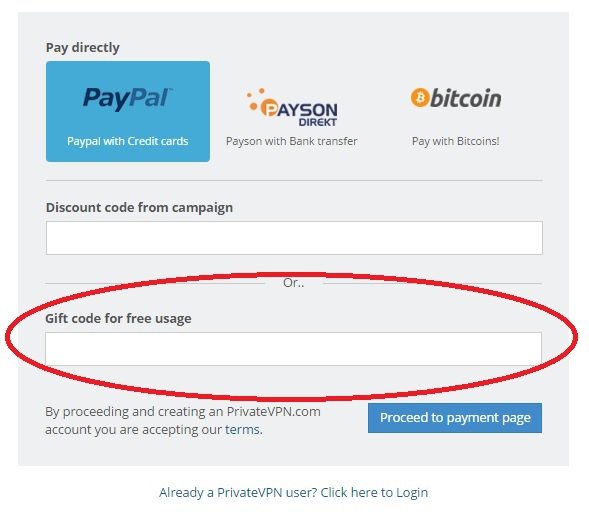 Pay directly
PayPal™
PAYSON
DIREKT
bitcoin
Paypal with Credit cards
Payson with Bank transfer
Pay with Bitcoins!
Discount code from campaign
Or..
Gift code for free usage
By proceeding and creating an PrivateVPN.com
account you are accepting our terms.
Proceed to payment page
Already a PrivateVPN user? Click here to Login